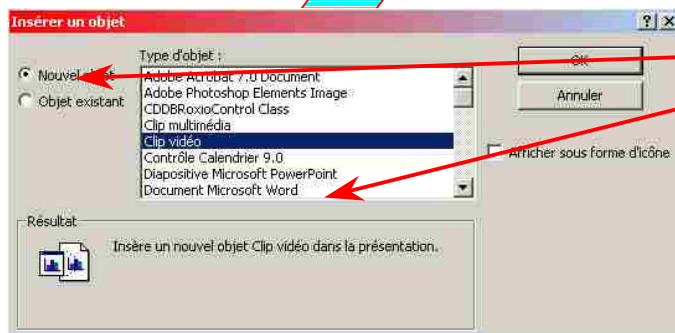 Insérer un objet
Type d'objet :
Nouvel objet
Objet existant
Adobe Acrobat 7.0 Document
Adobe Photoshop Elements Image
CDDBRoxioControl Class
Clip multimédia
Clip vidéo
Contrôle Calendrier 9.0
Diapositive Microsoft PowerPoint
Document Microsoft Word
OK
Annuler
Afficher sous forme d'icône
Résultat
Insère un nouvel objet Clip vidéo dans la présentation.